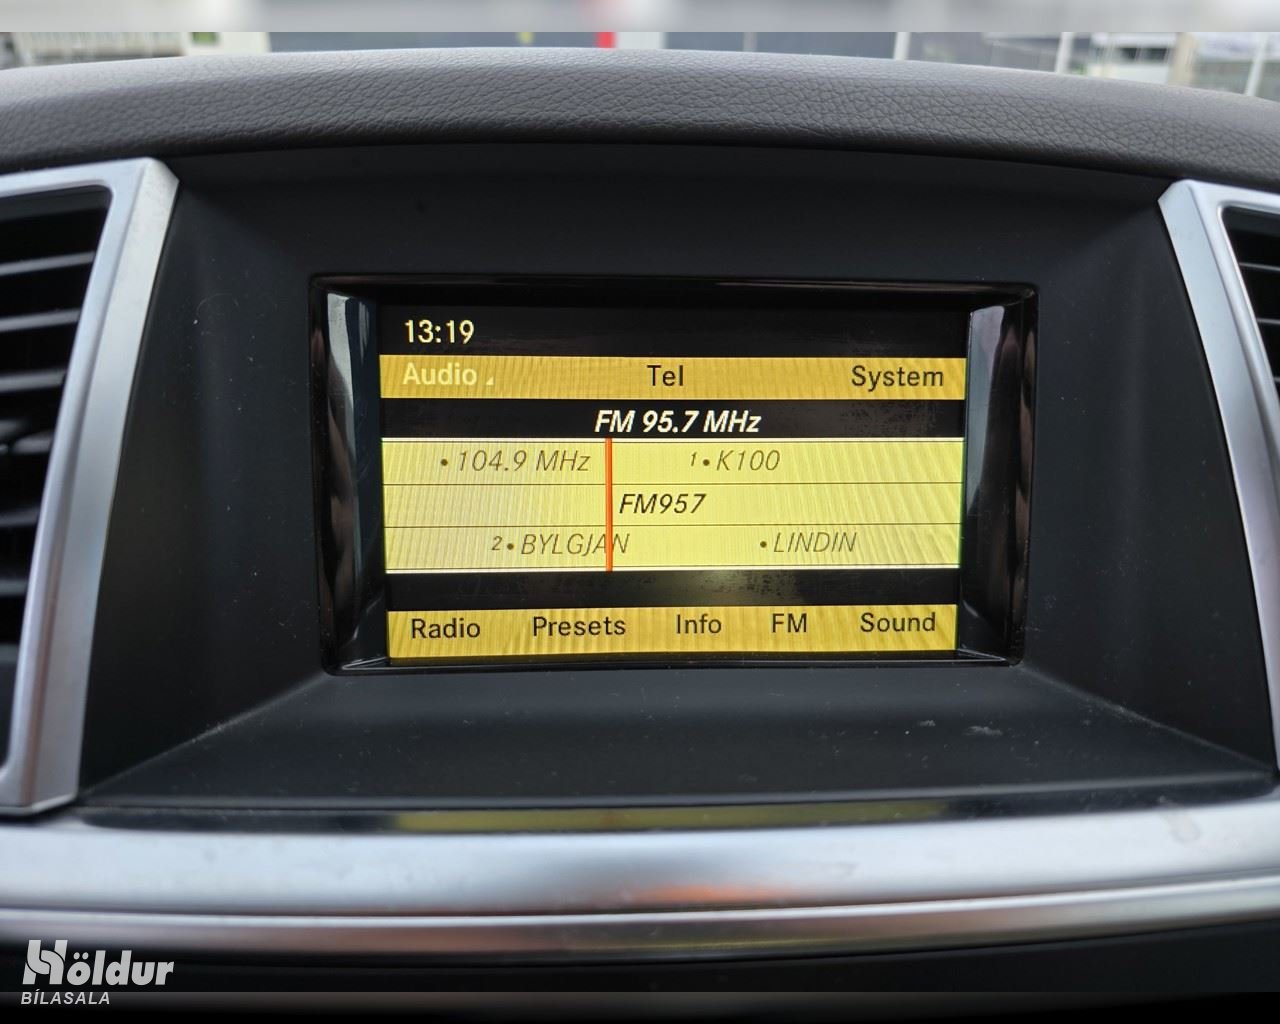 13:19
Audio Tel System
FM 95.7 MHz
•104.9 MHz 1•K100
FM957
2•BYLGJAN •LINDIN
Radio Presets Info FM Sound
Höldur
BÍLASALA